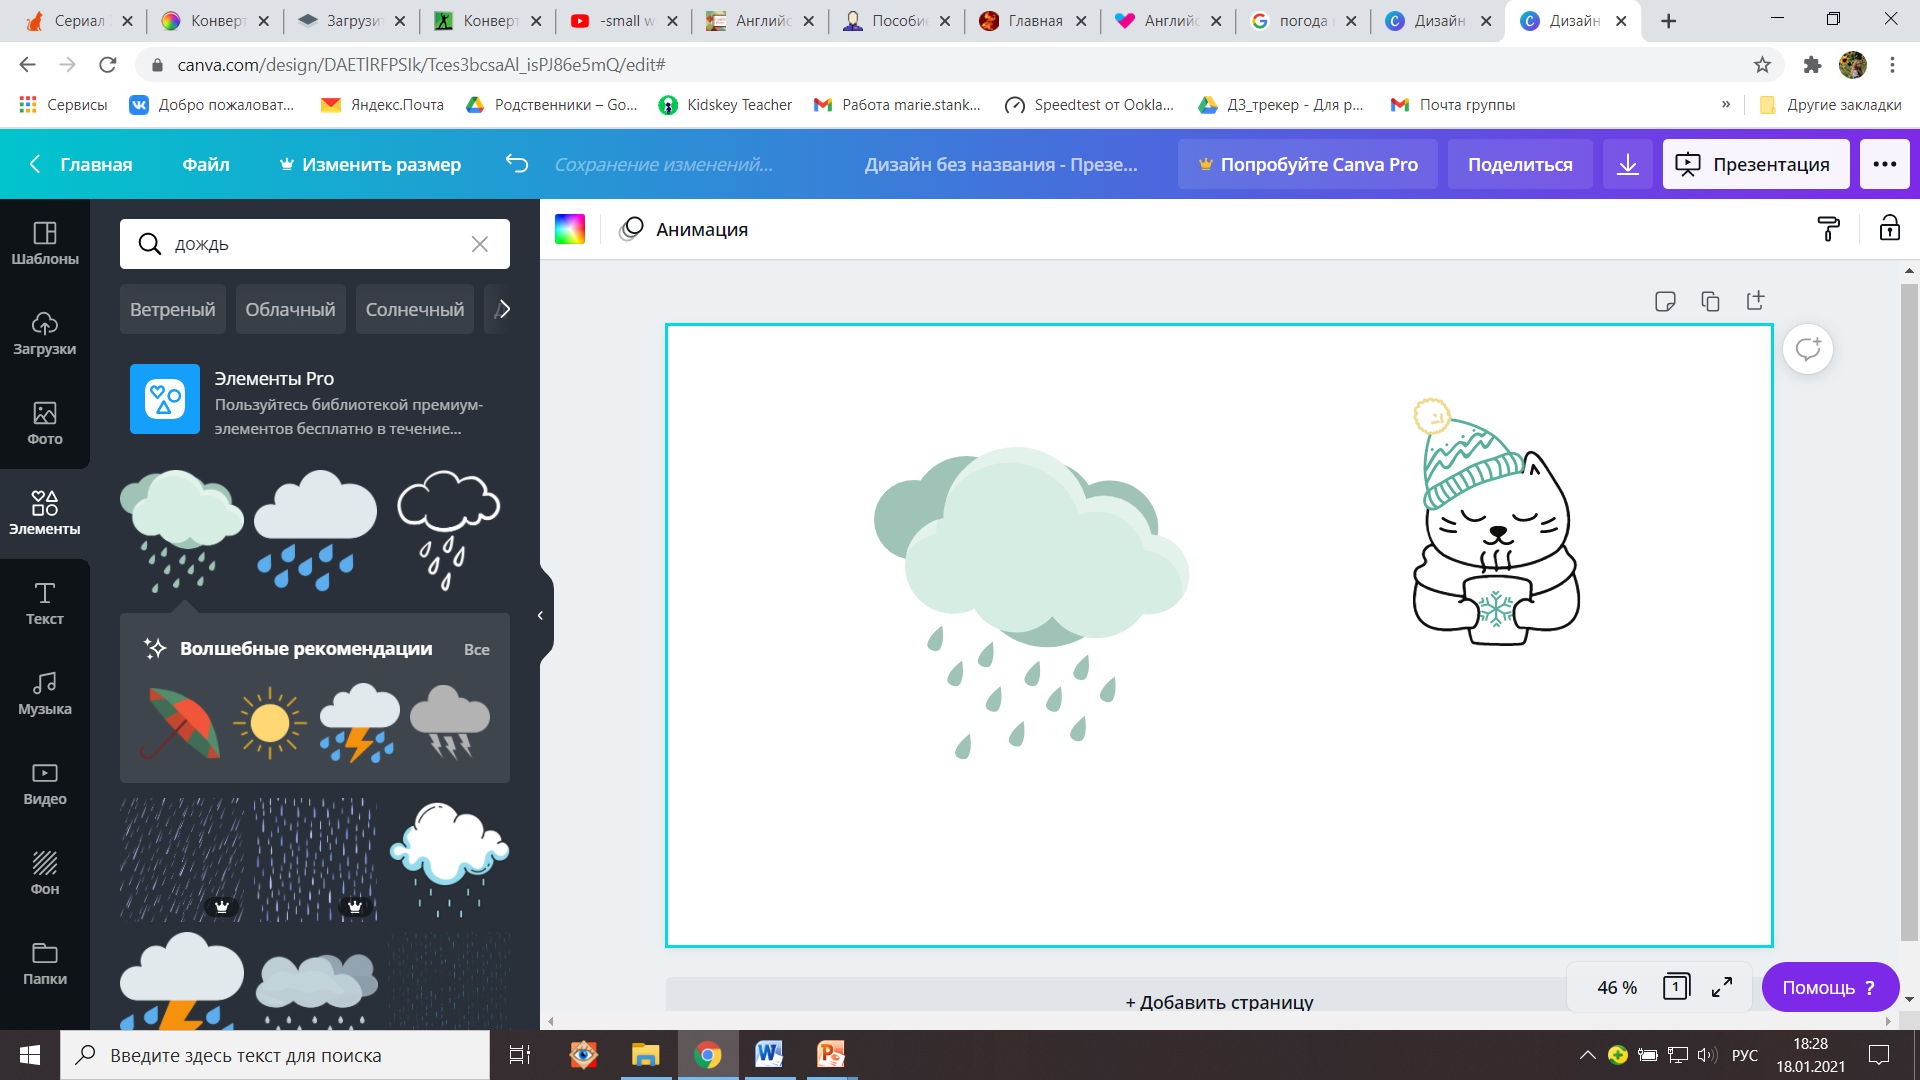 Сериал
Конверт
Загрузит
Конверт
-small w
Английс
Пособие
Главная
Английс
погода
Дизайн
Дизайн
canva.com/design/DAETlRFPSIk/Tces3bcsaAl_isPJ86e5mQ/edit#
Сервисы
Добро пожаловат...
Яндекс.Почта
Родственники – Go...
Kidskey Teacher
Работа marie.stank...
Speedtest от Ookla...
ДЗ_трекер - Для р...
Почта группы
»
Другие закладки
Главная
Файл
Изменить размер
Сохранение изменений...
Дизайн без названия - Презе...
Попробуйте Canva Pro
Поделиться
Презентация
Шаблоны
Загрузки
Фото
Элементы
Текст
Музыка
Видео
Фон
Папки
дождь
Ветреный
Облачный
Солнечный
Элементы Pro
Пользуйтесь библиотекой премиум-
элементов бесплатно в течение...
Волшебные рекомендации
Все
Анимация
+ Добавить страницу
46 %
1
Помощь ?
Введите здесь текст для поиска
РУС
18:28
18.01.2021